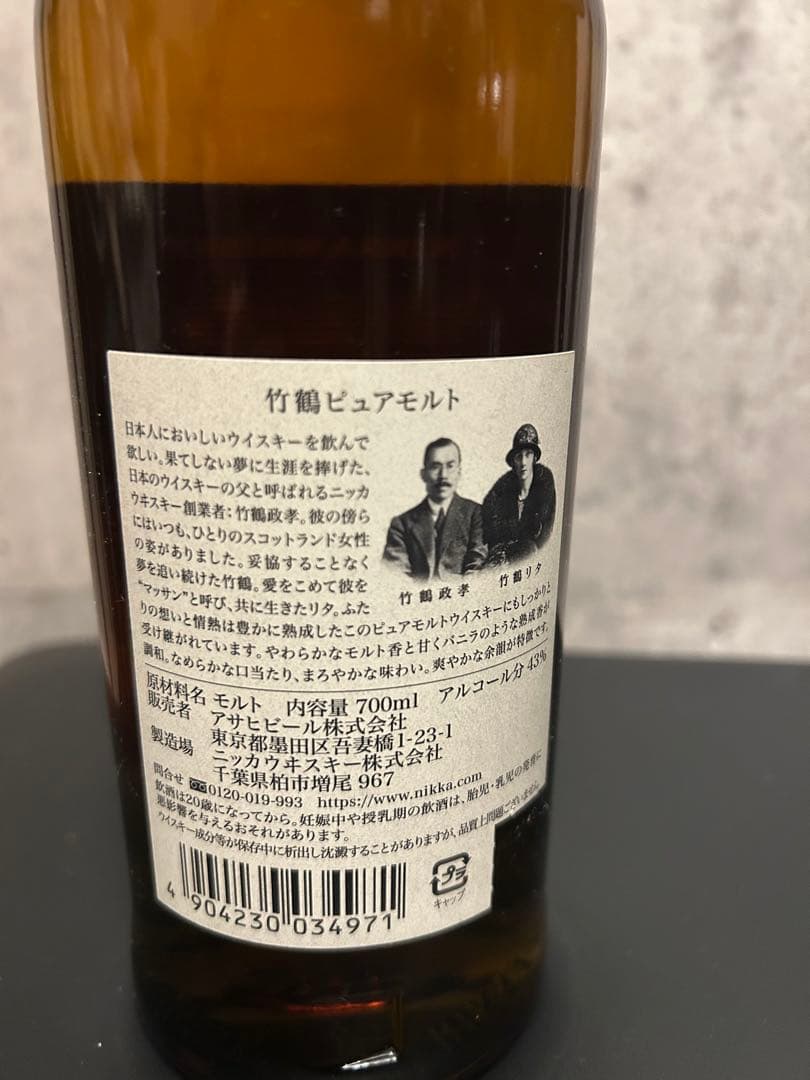 竹鶴ピュアモルト
日本人においしいウイスキーを飲んで
欲しい。果てしない夢に生涯を捧げた、
日本のウイスキーの父と呼ばれるニッカ
ウヰスキー創業者：竹鶴政孝。彼の傍ら
にはいつも、ひとりのスコットランド女性
の姿がありました。妥協することなく
夢を追い続けた竹鶴。愛をこめて彼を
“マッサン”と呼び、共に生きたリタ。ふた
りの想いと情熱は豊かに熟成したこのピュアモルトウイスキーにもしっかりと
受け継がれています。やわらかなモルト香と甘くバニラのような熟成香が
調和。なめらかな口当たり、まろやかな味わい。爽やかな余韻が特徴です。
竹鶴政孝
竹鶴リタ
原材料名 モルト 内容量 700ml アルコール分 43%
販売者 アサヒビール株式会社
東京都墨田区吾妻橋1-23-1
製造場 ニッカウヰスキー株式会社
千葉県柏市増尾 967
問合せ 0120-019-993 https://www.nikka.com
飲酒は20歳になってから。妊娠中や授乳期の飲酒は、胎児・乳児の発育に
悪影響を与えるおそれがあります。
ウイスキー成分等が保存中に析出し沈澱することがありますが、品質上問題ございません。
4 904230 034971
プラ
キャップ